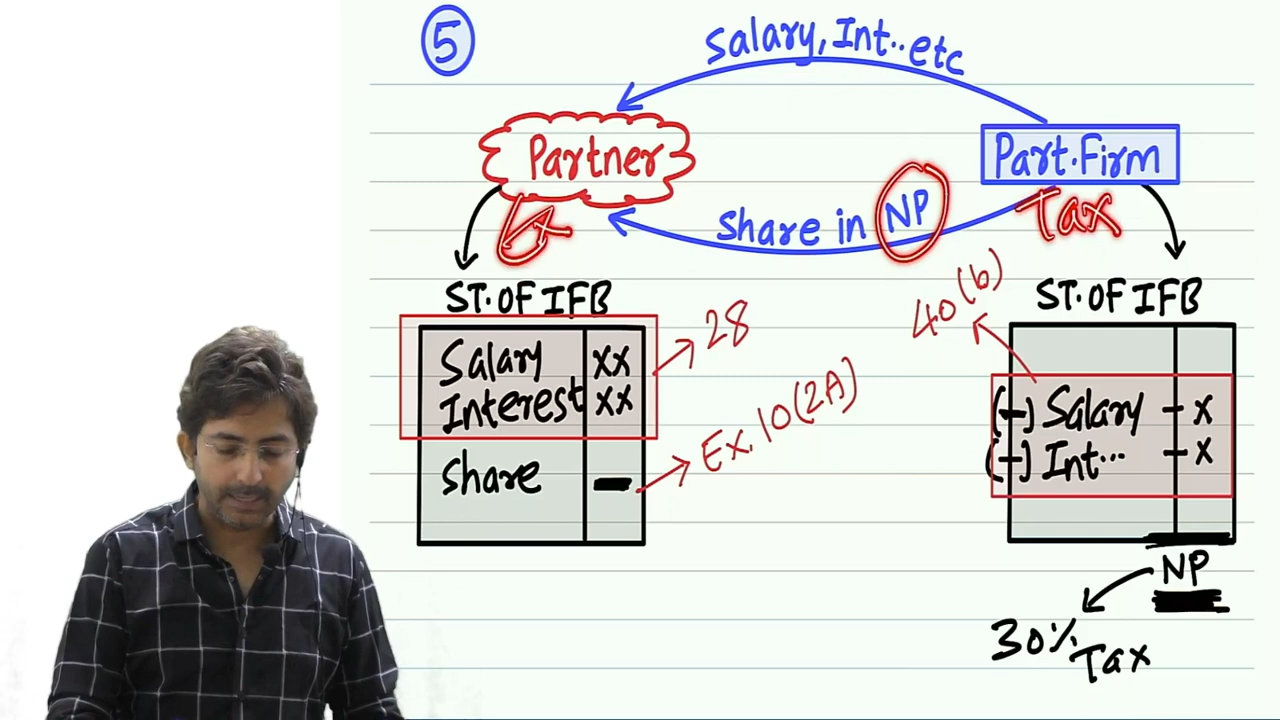 5
Salary, Int..etc
Partner
Part.Firm
Ex
Share in NP
Tax
ST.OF IFB
Salary XX
Interest XX
Share -
28
Ex.10(2A)
40(b)
ST.OF IFB
(-) Salary - x
(-) Int... - x
NP
30% Tax